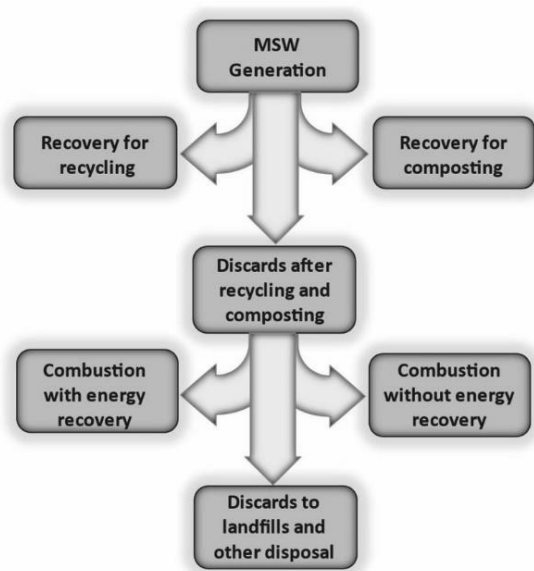 MSW
Generation
Recovery for
recycling
Recovery for
composting
Discards after
recycling and
composting
Combustion
with energy
recovery
Combustion
without energy
recovery
Discards to
landfills and
other disposal